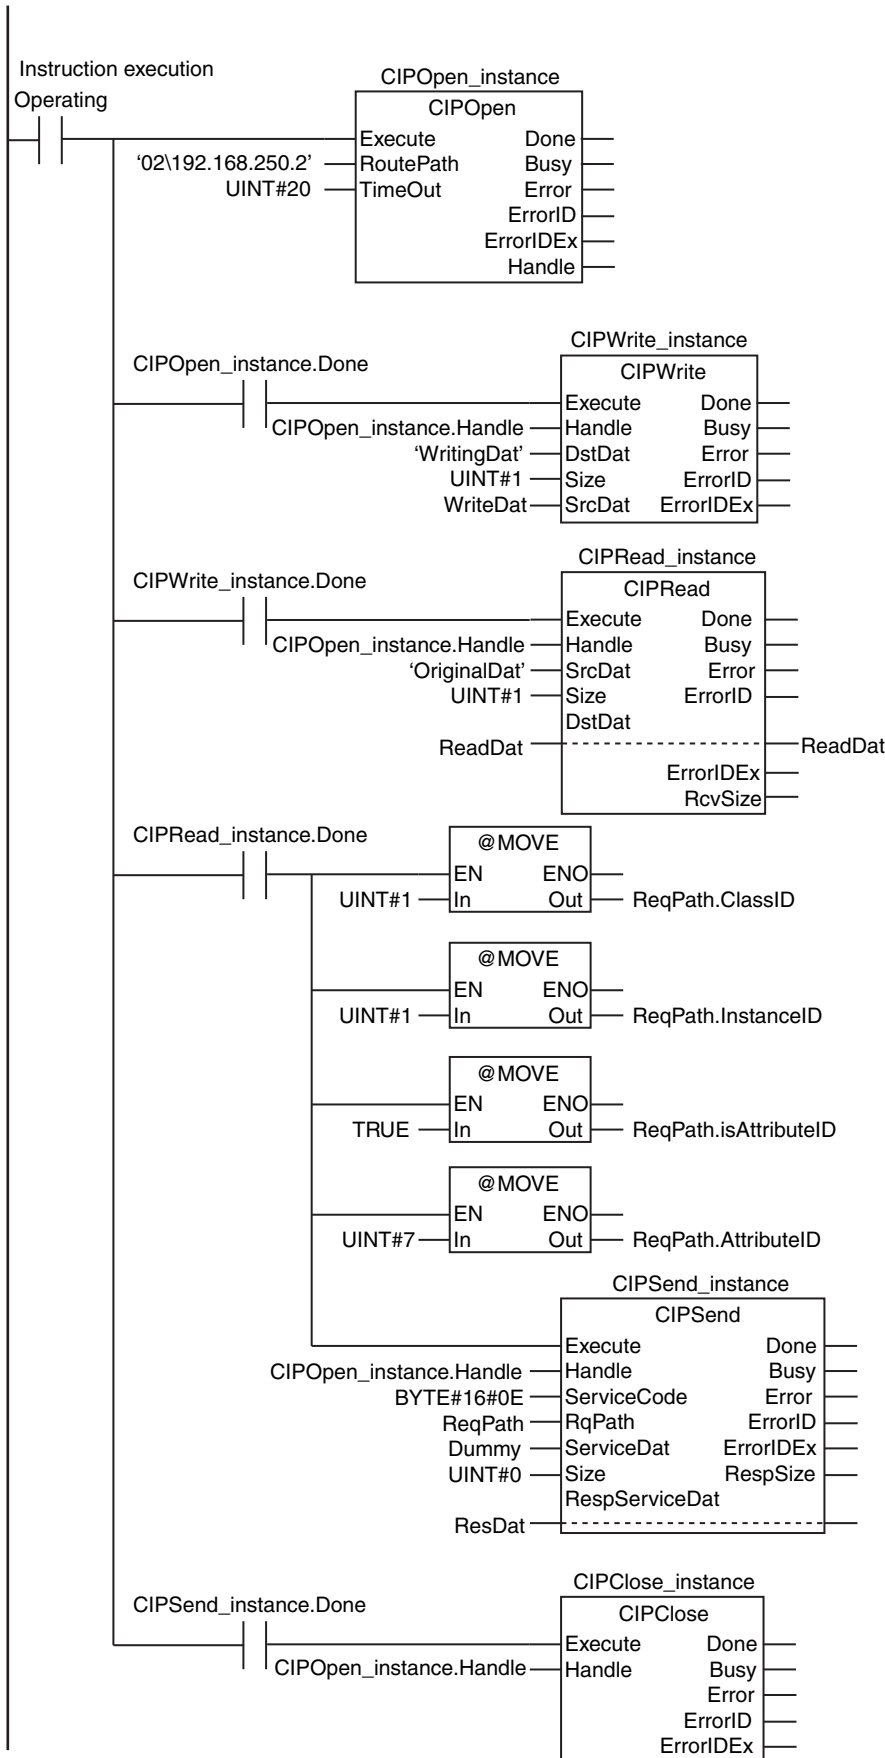 Instruction execution
Operating
CIPOpen_instance
CIPOpen
Execute Done
'02\192.168.250.2' RoutePath Busy
UINT#20 TimeOut Error
ErrorID
ErrorIDEx
Handle
CIPWrite_instance
CIPOpen_instance.Done
CIPWrite
Execute Done
CIPOpen_instance.Handle Handle Busy
‘WritingDat’ DstDat Error
UINT#1 Size ErrorID
WriteDat SrcDat ErrorIDEx
CIPRead_instance
CIPWrite_instance.Done
CIPRead
Execute Done
CIPOpen_instance.Handle Handle Busy
‘OriginalDat’ SrcDat Error
UINT#1 Size ErrorID
DstDat
ReadDat ReadDat
ErrorIDEx
RcvSize
CIPRead_instance.Done
@MOVE
EN ENO
UINT#1 In Out ReqPath.ClassID
@MOVE
EN ENO
UINT#1 In Out ReqPath.InstanceID
@MOVE
EN ENO
TRUE In Out ReqPath.isAttributeID
@MOVE
EN ENO
UINT#7 In Out ReqPath.AttributeID
CIPSend_instance
CIPSend
Execute Done
CIPOpen_instance.Handle Handle Busy
BYTE#16#0E ServiceCode Error
ReqPath RqPath ErrorID
Dummy ServiceDat ErrorIDEx
UINT#0 Size RespSize
RespServiceDat
ResDat
CIPClose_instance
CIPSend_instance.Done
CIPClose
Execute Done
CIPOpen_instance.Handle Handle Busy
Error
ErrorID
ErrorIDEx